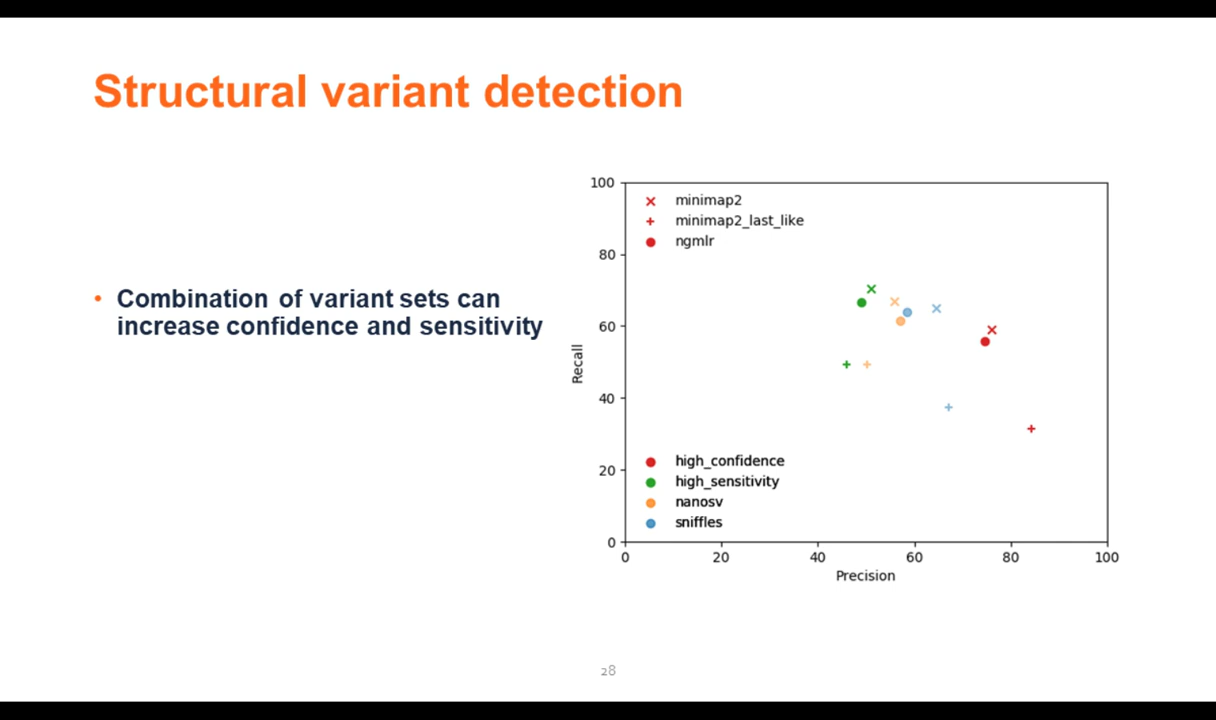 Structural variant detection
• Combination of variant sets can
increase confidence and sensitivity
100
80
60
40
20
0
Recall
minimap2
minimap2_last_like
ngmlr
high_confidence
high_sensitivity
nanosv
sniffles
0 20 40 60 80 100
Precision
28